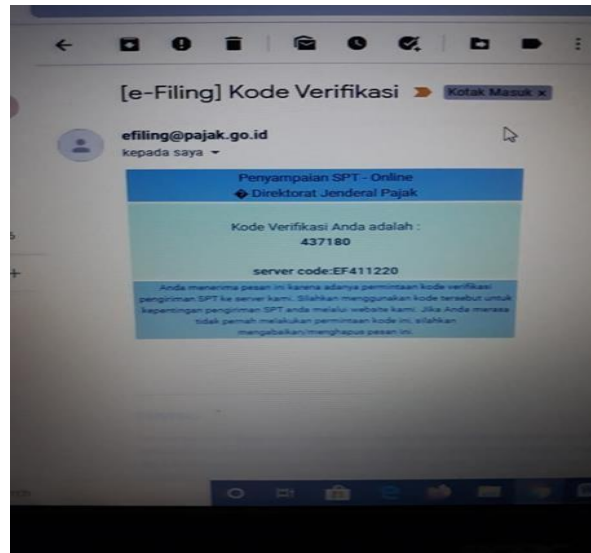 [e-Filing] Kode Verifikasi
Kotak Masuk x
efiling@pajak.go.id
kepada saya
Penyampaian SPT - Online
� Direktorat Jenderal Pajak
Kode Verifikasi Anda adalah :
437180
server code:EF411220
Anda menerima pesan ini karena adanya permintaan kode verifikasi
pengiriman SPT ke server kami. Silahkan menggunakan kode tersebut untuk
kepentingan pengiriman SPT anda melalui website kami. Jika Anda merasa
tidak pernah melakukan permintaan kode ini, silahkan
mengabaikan/menghapus pesan ini.